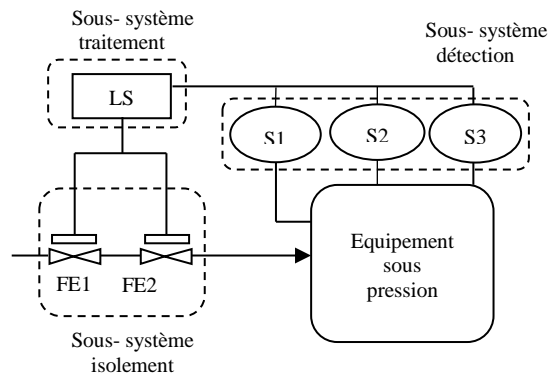 Sous- système
traitement
Sous- système
détection
LS
S1
S2
S3
Equipement
sous
pression
FE1
FE2
Sous- système
isolement